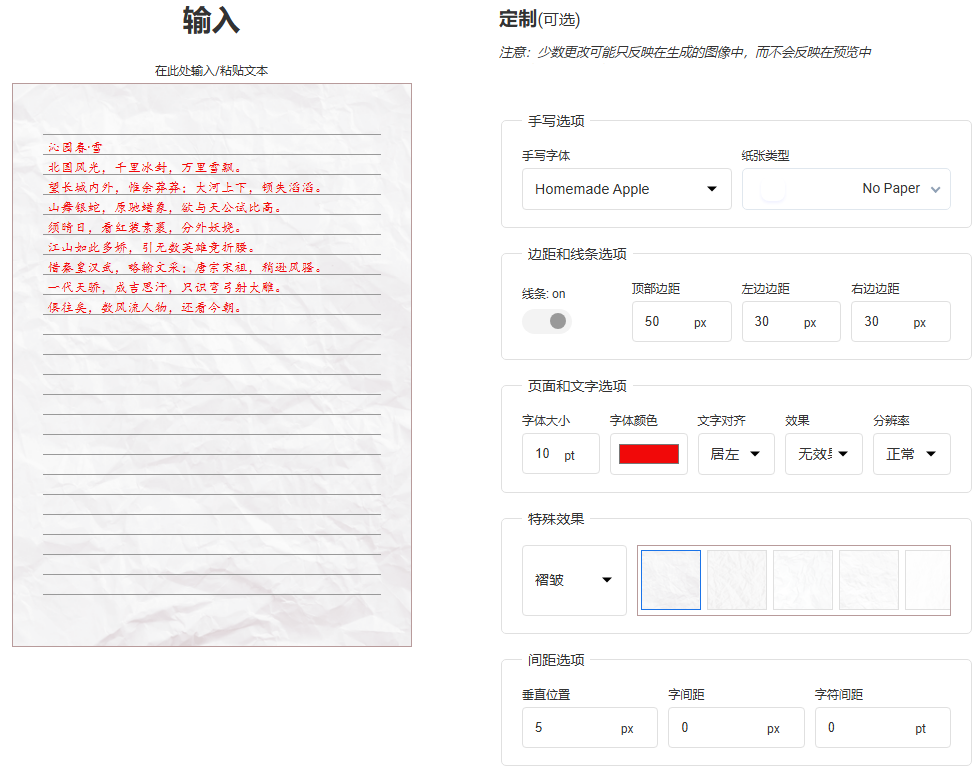 输入
在此处输入/粘贴文本
沁园春·雪
北国风光，千里冰封，万里雪飘。
望长城内外，惟余莽莽；大河上下，顿失滔滔。
山舞银蛇，原驰蜡象，欲与天公试比高。
须晴日，看红装素裹，分外妖娆。
江山如此多娇，引无数英雄竞折腰。
惜秦皇汉武，略输文采；唐宗宋祖，稍逊风骚。
一代天骄，成吉思汗，只识弯弓射大雕。
俱往矣，数风流人物，还看今朝。
定制(可选)
注意：少数更改可能只反映在生成的图像中，而不会反映在预览中
手写选项
手写字体 纸张类型
Homemade Apple No Paper
边距和线条选项
线条: on 顶部边距 左边边距 右边边距
50 px 30 px 30 px
页面和文字选项
字体大小 字体颜色 文字对齐 效果 分辨率
10 pt 居左 无效 正常
特殊效果
褶皱
间距选项
垂直位置 字间距 字符间距
5 px 0 px 0 pt